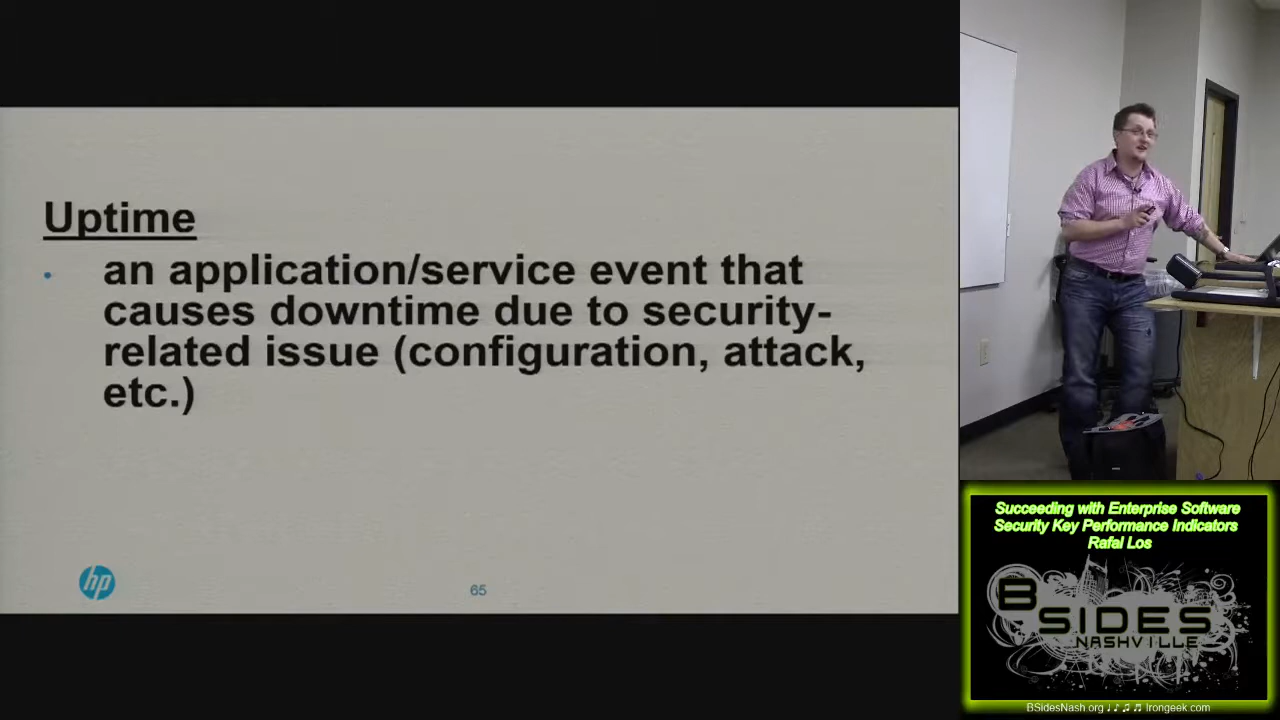 Uptime
• an application/service event that
causes downtime due to security-
related issue (configuration, attack,
etc.)
hp
65
Succeeding with Enterprise Software
Security Key Performance Indicators
Rafal Los
BSIDES
NASHVILLE
BSidesNash.org ♩ ♪ ♫ ♬ Irongeek.com